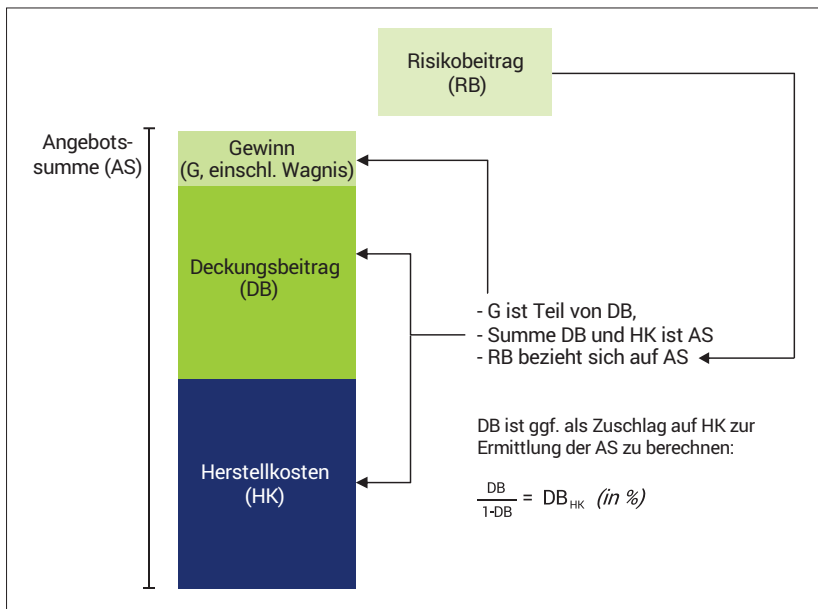 Risikobeitrag
(RB)
Angebots-
summe (AS)
Gewinn
(G, einschl. Wagnis)
Deckungsbeitrag
(DB)
- G ist Teil von DB,
- Summe DB und HK ist AS
- RB bezieht sich auf AS
DB ist ggf. als Zuschlag auf HK zur
Ermittlung der AS zu berechnen:
Herstellkosten
(HK)
DB
1-DB
= DB HK (in %)